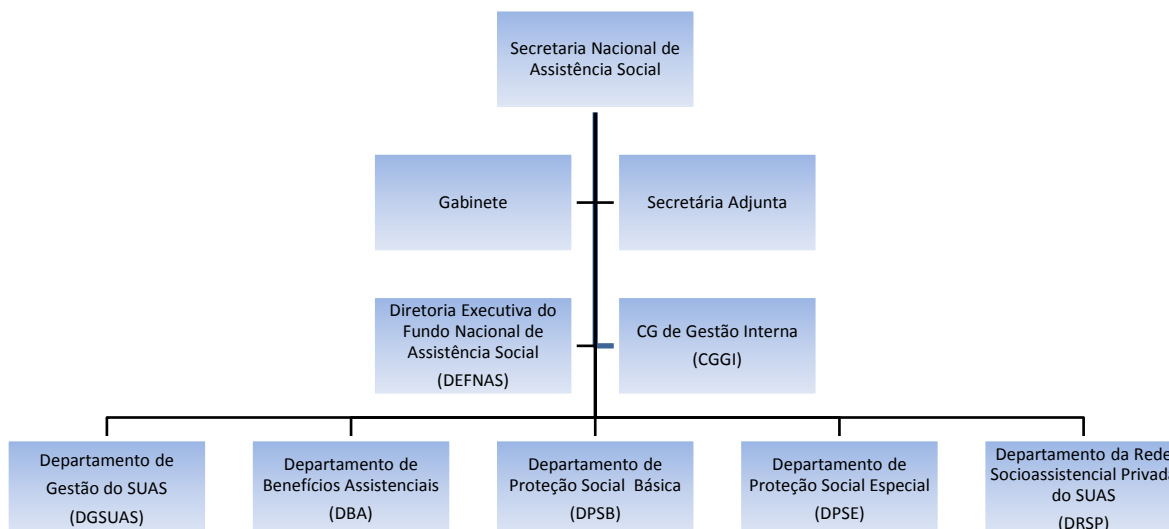 Secretaria Nacional de
Assistência Social
Gabinete
Secretária Adjunta
Diretoria Executiva do
Fundo Nacional de
Assistência Social
(DEFNAS)
CG de Gestão Interna
(CGGI)
Departamento de
Gestão do SUAS
(DGSUAS)
Departamento de
Benefícios Assistenciais
(DBA)
Departamento de
Proteção Social Básica
(DPSB)
Departamento de
Proteção Social Especial
(DPSE)
Departamento da Rede
Socioassistencial Privada
do SUAS
(DRSP)